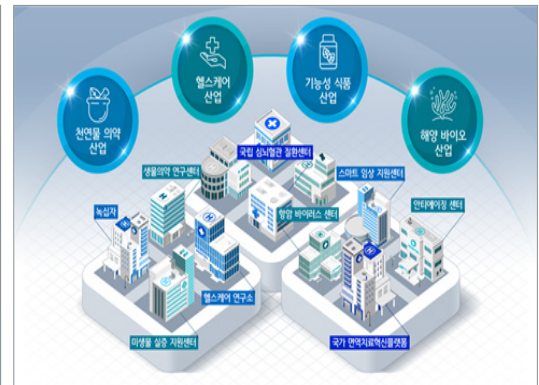 천연물 의약
산업
헬스케어
산업
기능성 식품
산업
해양 바이오
산업
국립 심뇌혈관 질환센터
생물의약 연구센터
스마트 임상 지원센터
녹십자
항암 바이러스 센터
안티에이징 센터
헬스케어 연구소
미생물 실증 지원센터
국가 면역치료혁신플랫폼